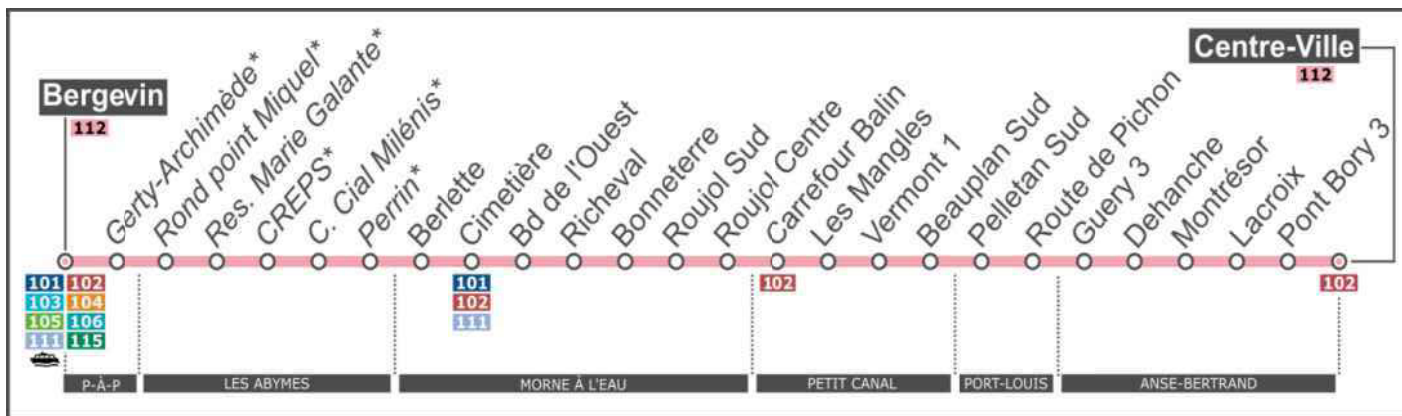 Bergevin
112
Gerty-Archimède*
Rond point Miquel*
Res. Marie Galante*
CREPS*
C. Cial Milénis*
Perrin*
Berlette
Cimetière
Bd de l'Ouest
Richeval
Bonneterre
Roujol Sud
Roujol Centre
Carrefour Balin
Les Mangles
Vermont 1
Beauplan Sud
Pelletan Sud
Route de Pichon
Guery 3
Dehanche
Montrésor
Lacroix
Pont Bory 3
Centre-Ville
112
101 102
103 104
105 106
111 115
101
102
111
102
102
P-À-P
LES ABYMES
MORNE À L'EAU
PETIT CANAL
PORT-LOUIS
ANSE-BERTRAND